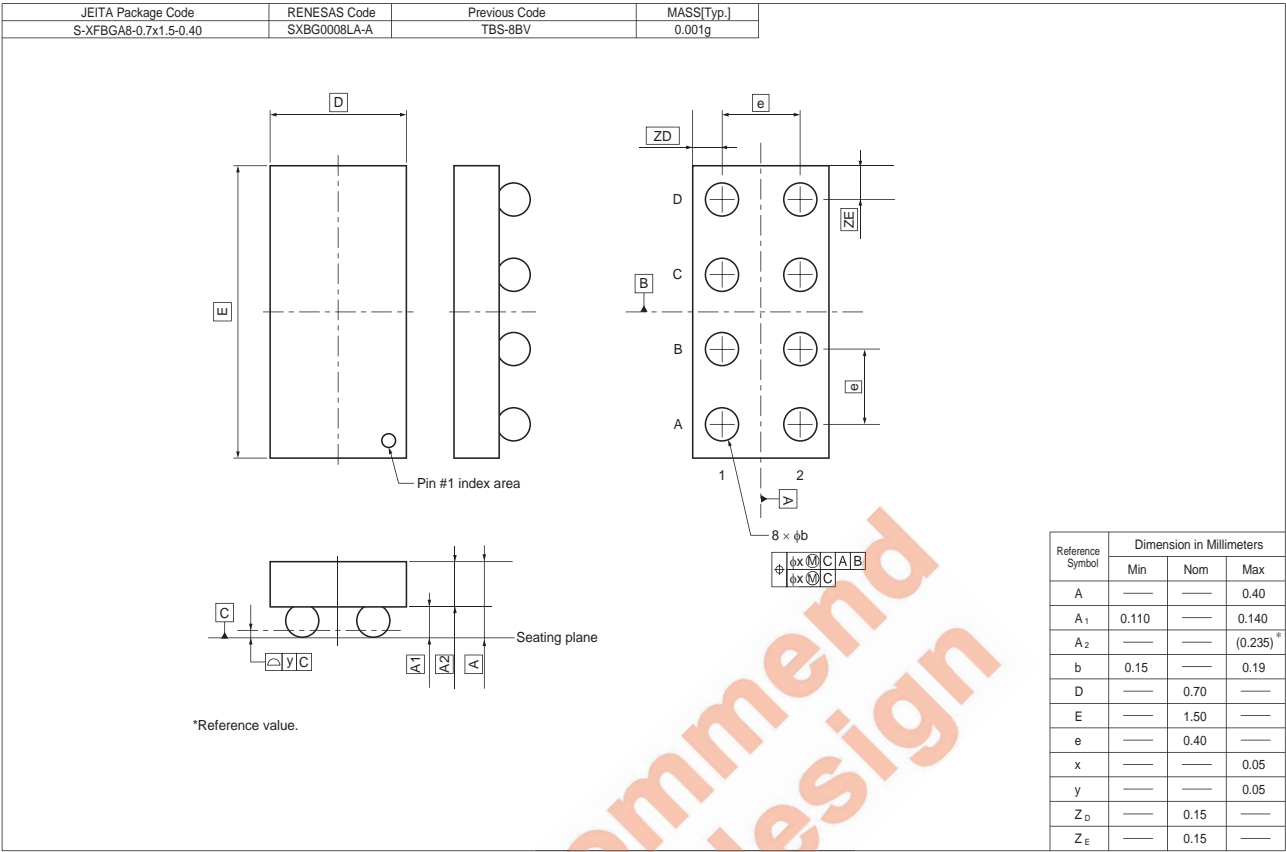 JEITA Package Code RENESAS Code Previous Code MASS[Typ.]
S-XFBGA8-0.7x1.5-0.40 SXBG0008LA-A TBS-8BV 0.001g
D
E
Pin #1 index area
e
ZD
ZE
D
C
B
B
e
A
1 2
A
8 × ϕb
⌖ ϕx Ⓜ C A B
ϕx Ⓜ C
C
y C
A1
A2
A
Seating plane
*Reference value.
Reference Symbol Dimension in Millimeters
Min Nom Max
A — — 0.40
A1 0.110 — 0.140
A2 — — (0.235)*
b 0.15 — 0.19
D — 0.70 —
E — 1.50 —
e — 0.40 —
x — — 0.05
y — — 0.05
ZD — 0.15 —
ZE — 0.15 —
ommend
design